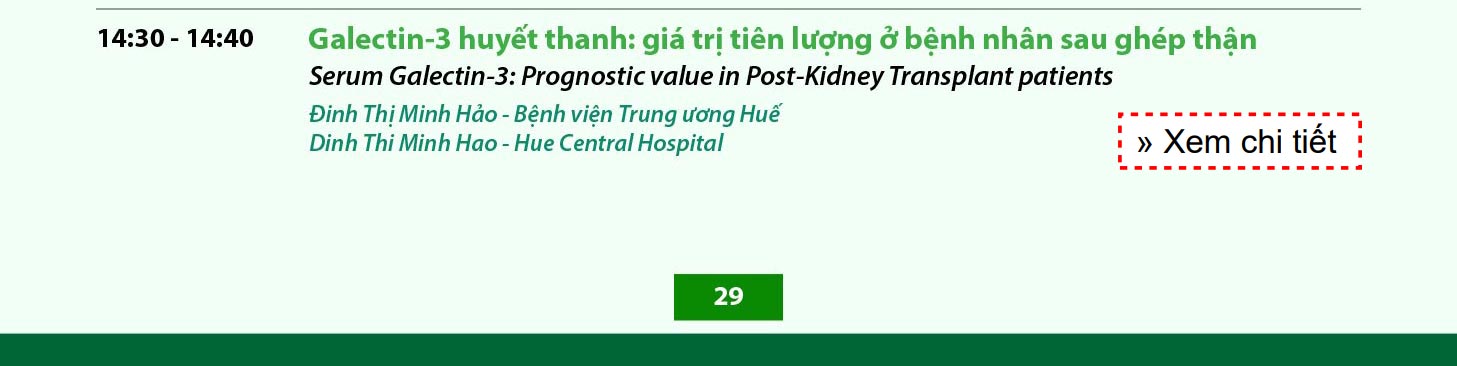 14:30 - 14:40 Galectin-3 huyết thanh: giá trị tiên lượng ở bệnh nhân sau ghép thận
Serum Galectin-3: Prognostic value in Post-Kidney Transplant patients
Đinh Thị Minh Hảo - Bệnh viện Trung ương Huế
Dinh Thi Minh Hao - Hue Central Hospital
» Xem chi tiết
29